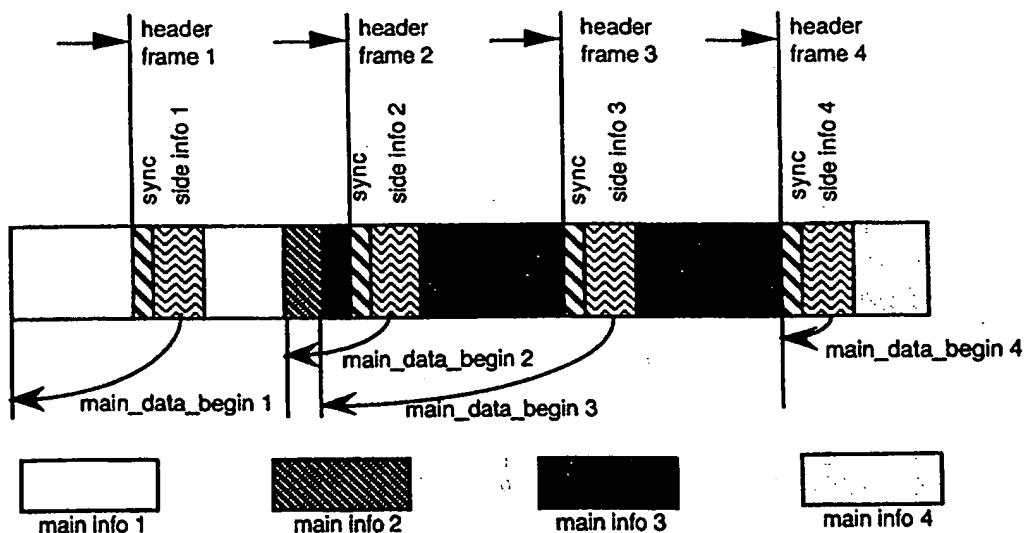 header
frame 1
header
frame 2
header
frame 3
header
frame 4
sync
side info 1
sync
side info 2
sync
side info 3
sync
side info 4
main_data_begin 1
main_data_begin 2
main_data_begin 3
main_data_begin 4
main info 1
main info 2
main info 3
main info 4